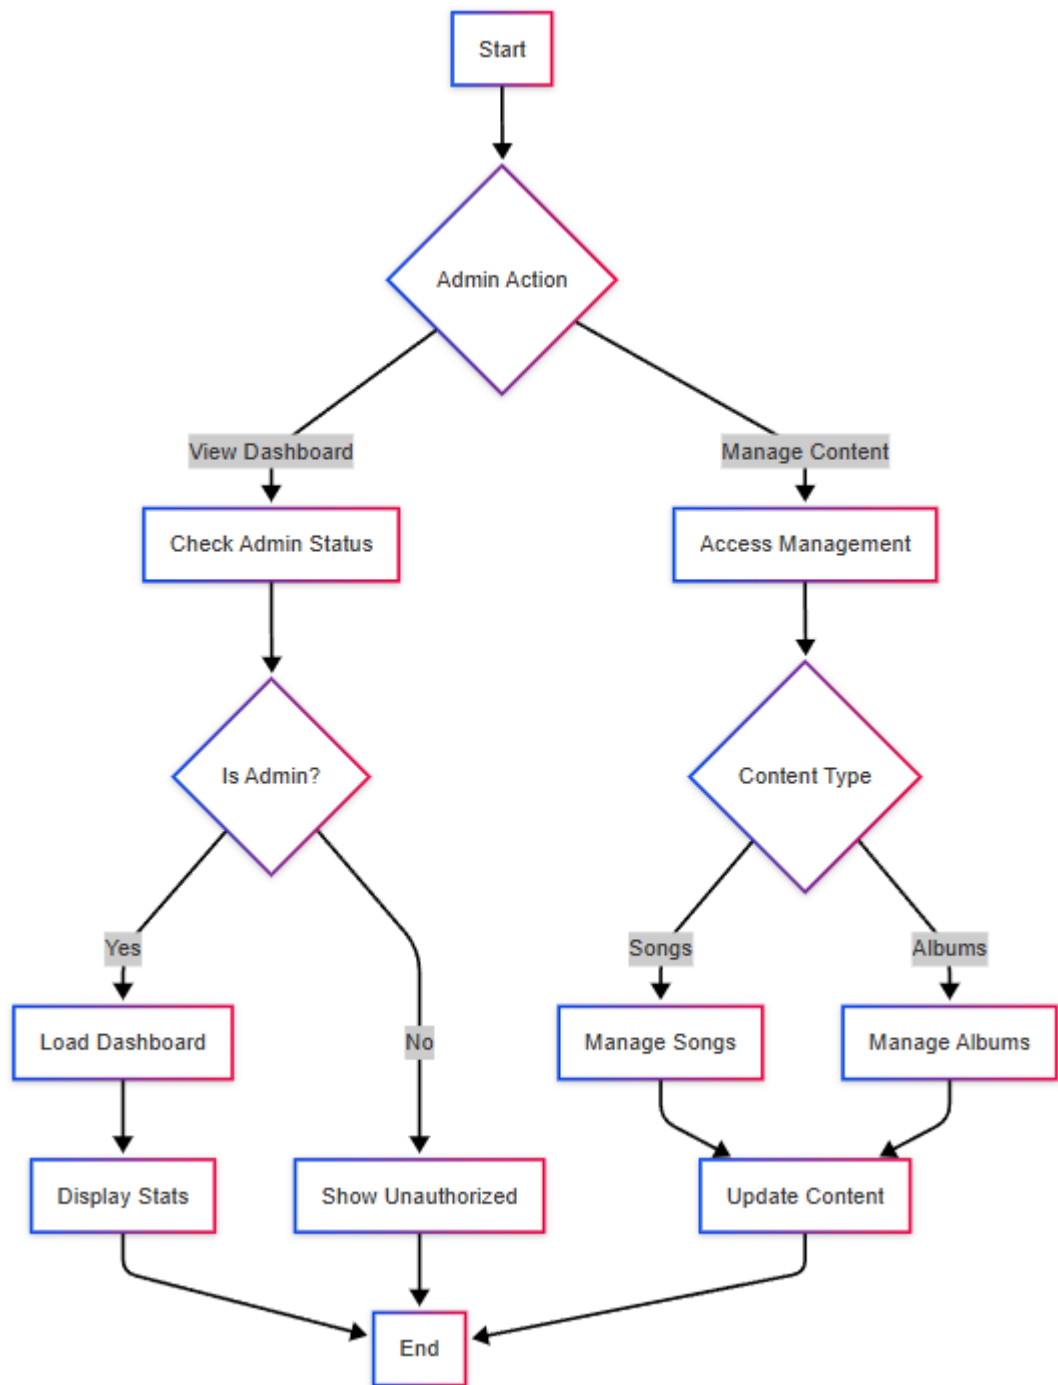 Start
Admin Action
View Dashboard
Manage Content
Check Admin Status
Access Management
Is Admin?
Content Type
Yes
Songs
Albums
Load Dashboard
No
Manage Songs
Manage Albums
Display Stats
Show Unauthorized
Update Content
End